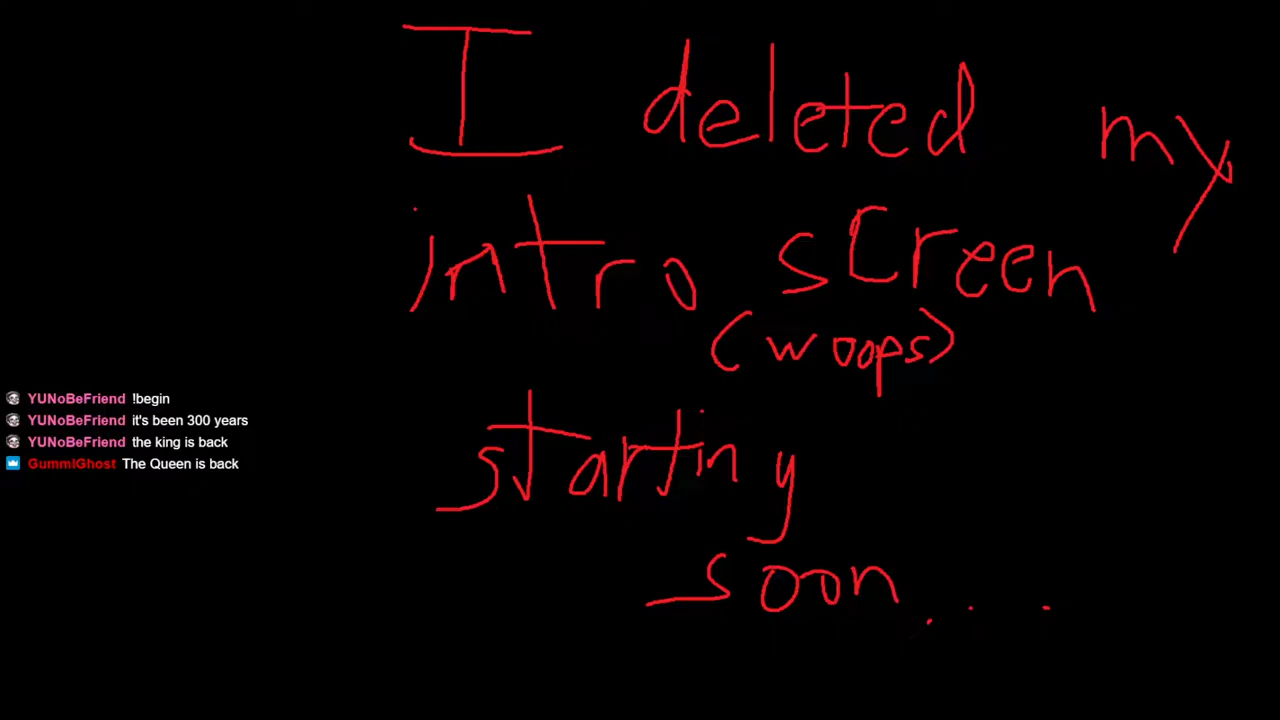 I deleted my
intro screen
(woops)
YUNoBeFriend !begin
YUNoBeFriend it's been 300 years
YUNoBeFriend the king is back
GummiGhost The Queen is back
starting
soon...